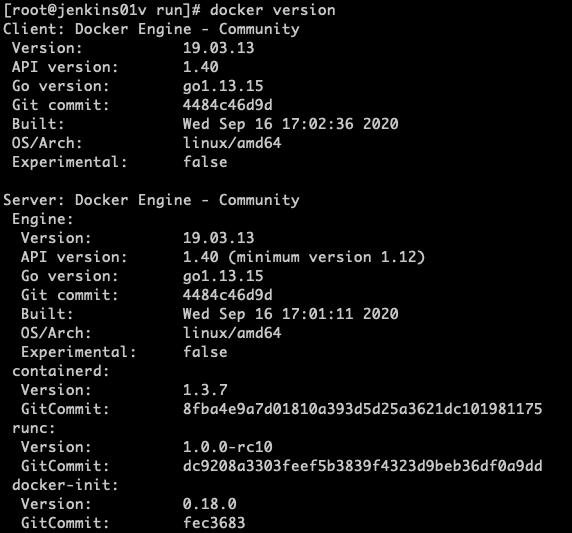 [root@jenkins01v run]# docker version
Client: Docker Engine - Community
 Version:           19.03.13
 API version:       1.40
 Go version:        go1.13.15
 Git commit:        4484c46d9d
 Built:             Wed Sep 16 17:02:36 2020
 OS/Arch:           linux/amd64
 Experimental:      false

Server: Docker Engine - Community
 Engine:
  Version:          19.03.13
  API version:      1.40 (minimum version 1.12)
  Go version:       go1.13.15
  Git commit:       4484c46d9d
  Built:            Wed Sep 16 17:01:11 2020
  OS/Arch:          linux/amd64
  Experimental:     false
 containerd:
  Version:          1.3.7
  GitCommit:        8fba4e9a7d01810a393d5d25a3621dc101981175
 runc:
  Version:          1.0.0-rc10
  GitCommit:        dc9208a3303feef5b3839f4323d9beb36df0a9dd
 docker-init:
  Version:          0.18.0
  GitCommit:        fec3683